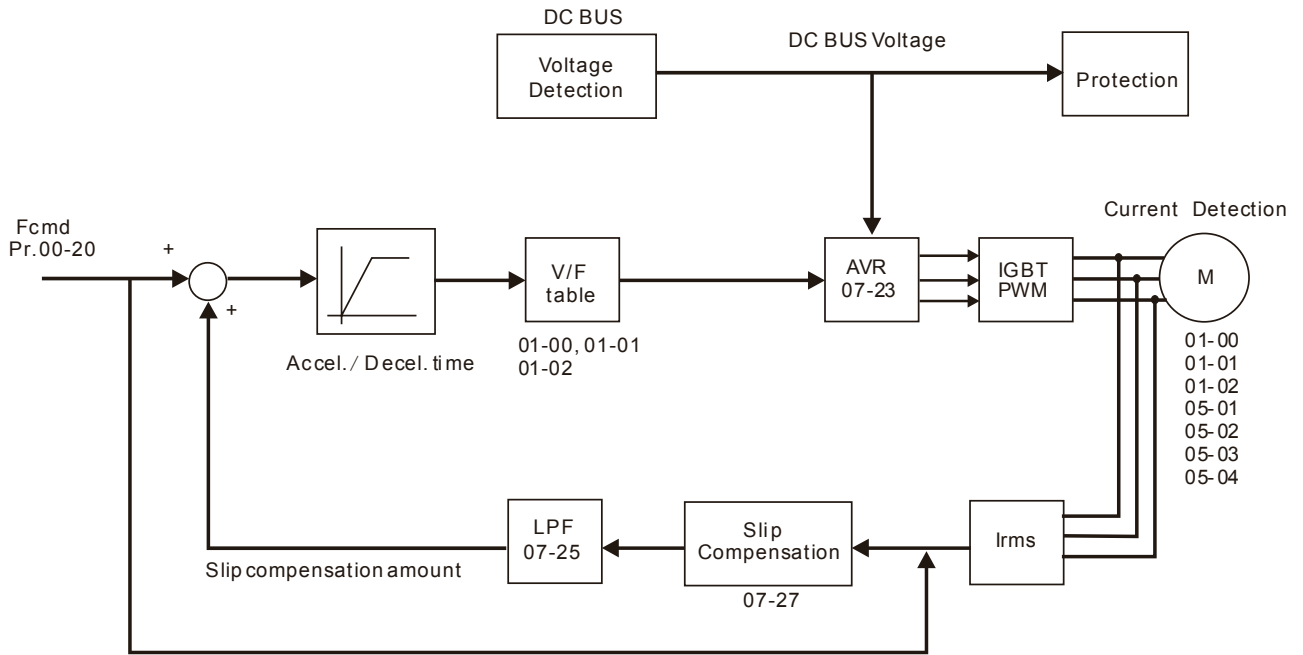 DC BUS
Voltage
Detection
DC BUS Voltage
Protection
Fcmd
Pr.00-20
+
+
Accel./ Decel. time
V/F
table
01-00, 01-01
01-02
AVR
07-23
IGBT
PWM
Current Detection
M
01-00
01-01
01-02
05-01
05-02
05-03
05-04
Slip compensation amount
LPF
07-25
Slip
Compensation
07-27
Irms